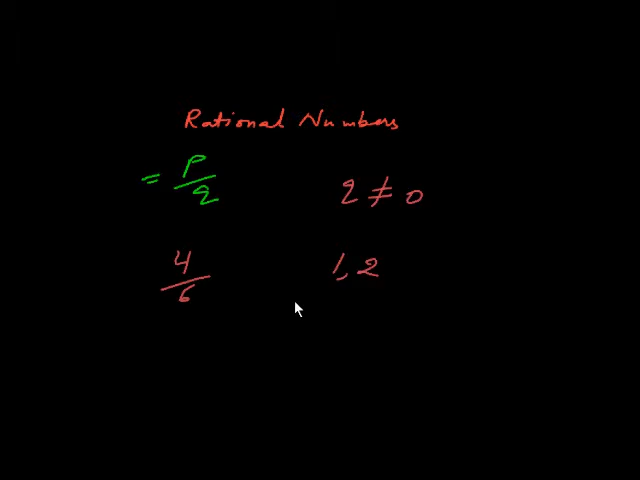 Rational Numbers
= p/q q ≠ 0
4/6 1, 2